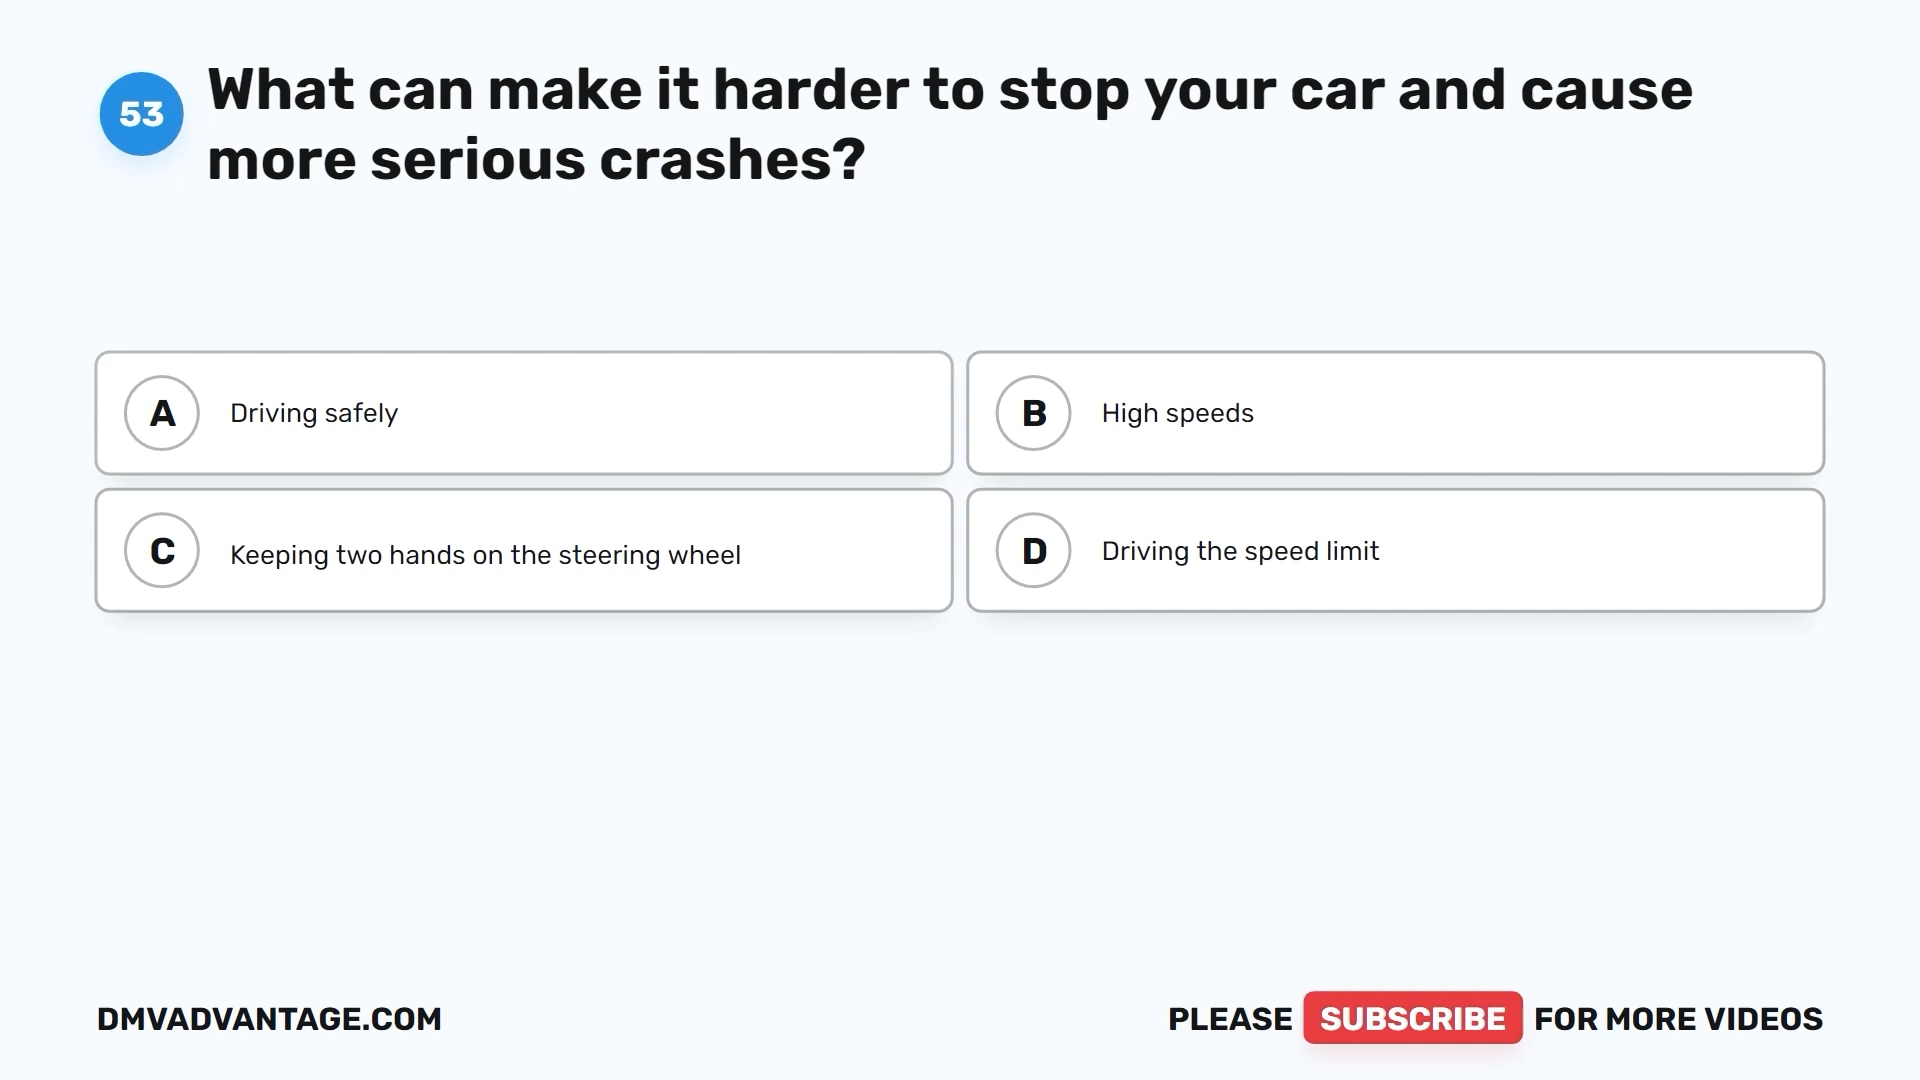 53
What can make it harder to stop your car and cause
more serious crashes?
A Driving safely
B High speeds
C Keeping two hands on the steering wheel
D Driving the speed limit
DMVADVANTAGE.COM
PLEASE SUBSCRIBE FOR MORE VIDEOS